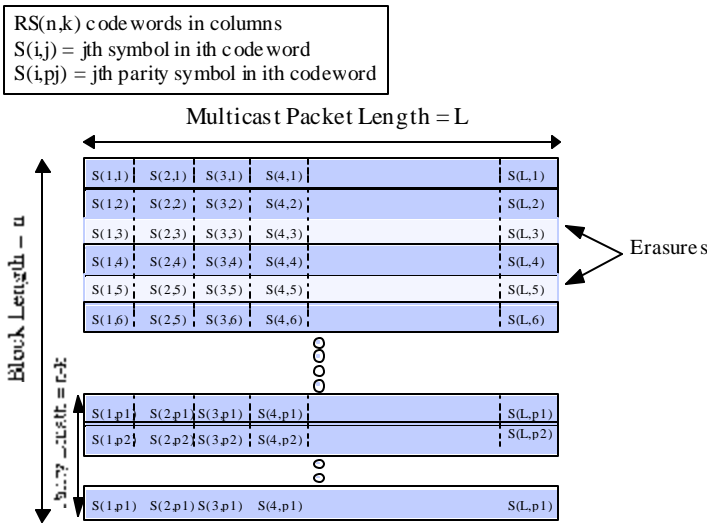 RS(n,k) codewords in columns
S(i,j) = jth symbol in ith codeword
S(i,pj) = jth parity symbol in ith codeword
Multicast Packet Length = L
S(1,1) S(2,1) S(3,1) S(4,1) S(L,1)
S(1,2) S(2,2) S(3,2) S(4,2) S(L,2)
S(1,3) S(2,3) S(3,3) S(4,3) S(L,3)
Erasures
S(1,4) S(2,4) S(3,4) S(4,4) S(L,4)
S(1,5) S(2,5) S(3,5) S(4,5) S(L,5)
S(1,6) S(2,5) S(3,6) S(4,6) S(L,6)
S(1,p1) S(2,p1) S(3,p1) S(4,p1) S(L,p1)
S(1,p2) S(2,p2) S(3,p2) S(4,p2) S(L,p2)
S(1,p1) S(2,p1) S(3,p1) S(4,p1) S(L,p1)
Block Length = n
= n-k